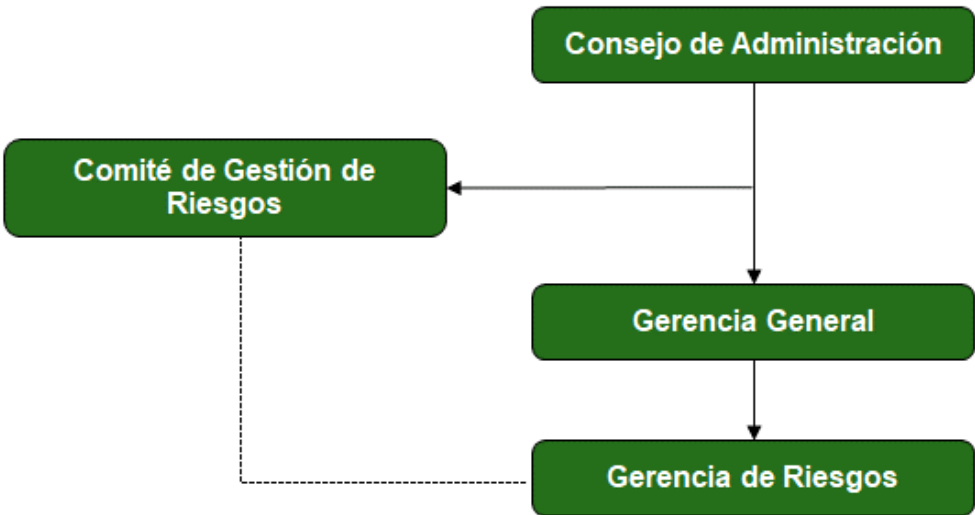 Consejo de Administración
Comité de Gestión de
Riesgos
Gerencia General
Gerencia de Riesgos